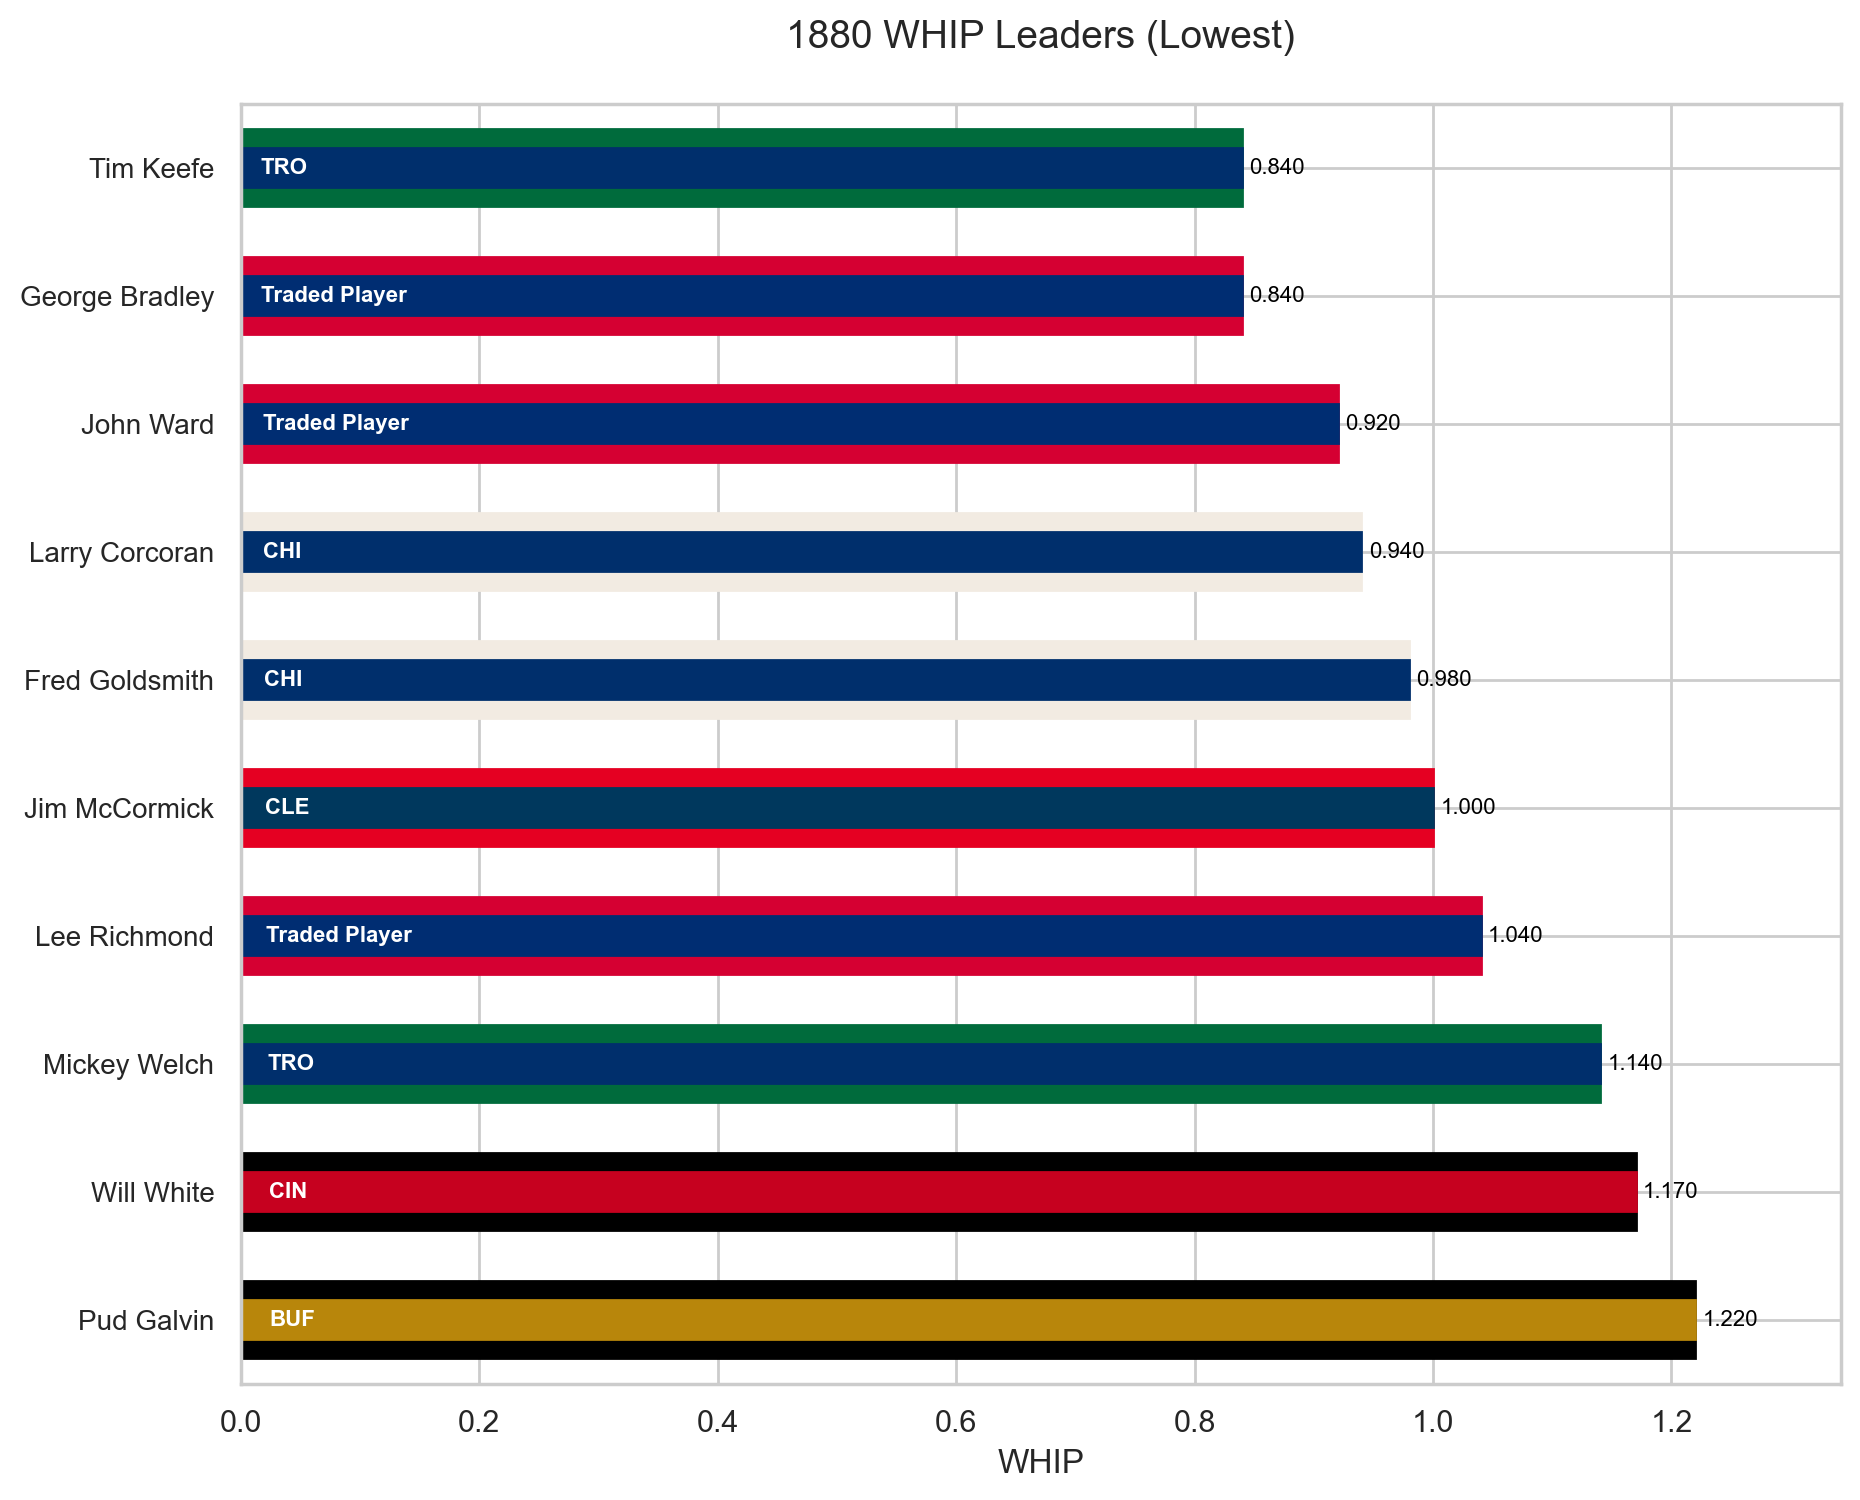 1880 WHIP Leaders (Lowest)
Tim Keefe TRO 0.840
George Bradley Traded Player 0.840
John Ward Traded Player 0.920
Larry Corcoran CHI 0.940
Fred Goldsmith CHI 0.980
Jim McCormick CLE 1.000
Lee Richmond Traded Player 1.040
Mickey Welch TRO 1.140
Will White CIN 1.170
Pud Galvin BUF 1.220
0.0 0.2 0.4 0.6 0.8 1.0 1.2
WHIP